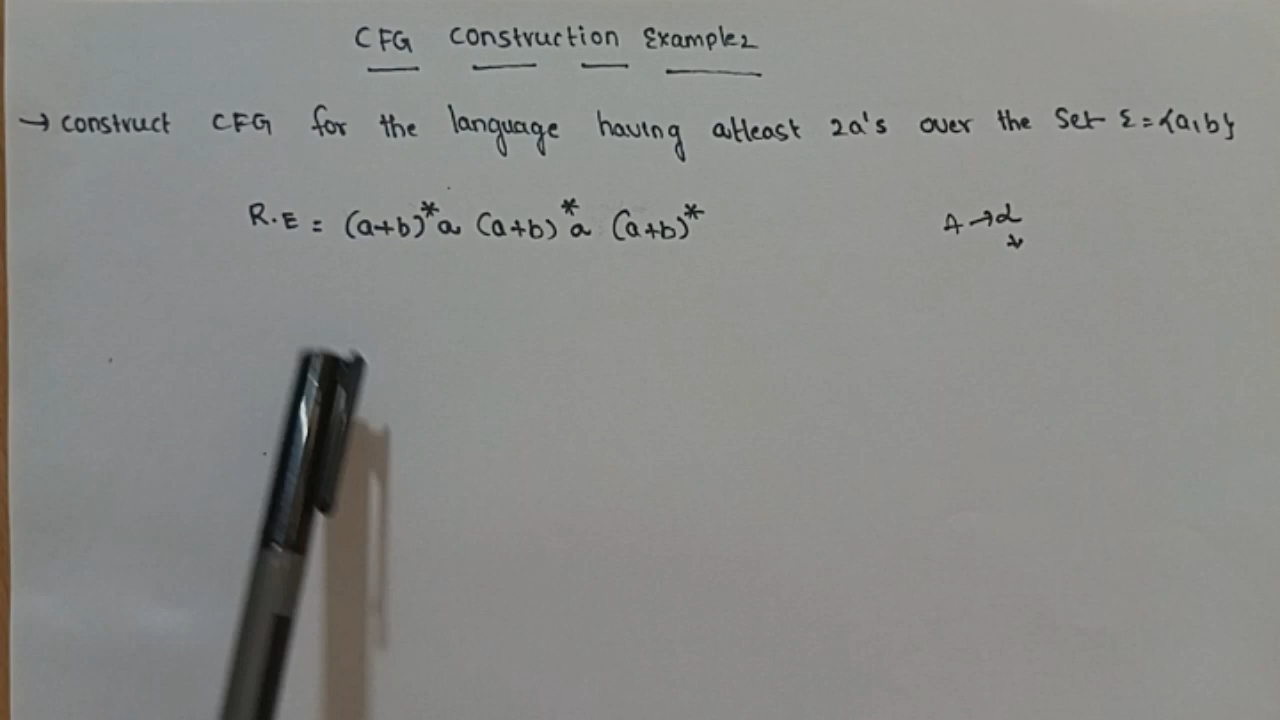 CFG construction Example2
→ construct CFG for the language having atleast 2a's over the set Σ={a,b}
R.E = (a+b)*a (a+b)*a (a+b)*
A→α